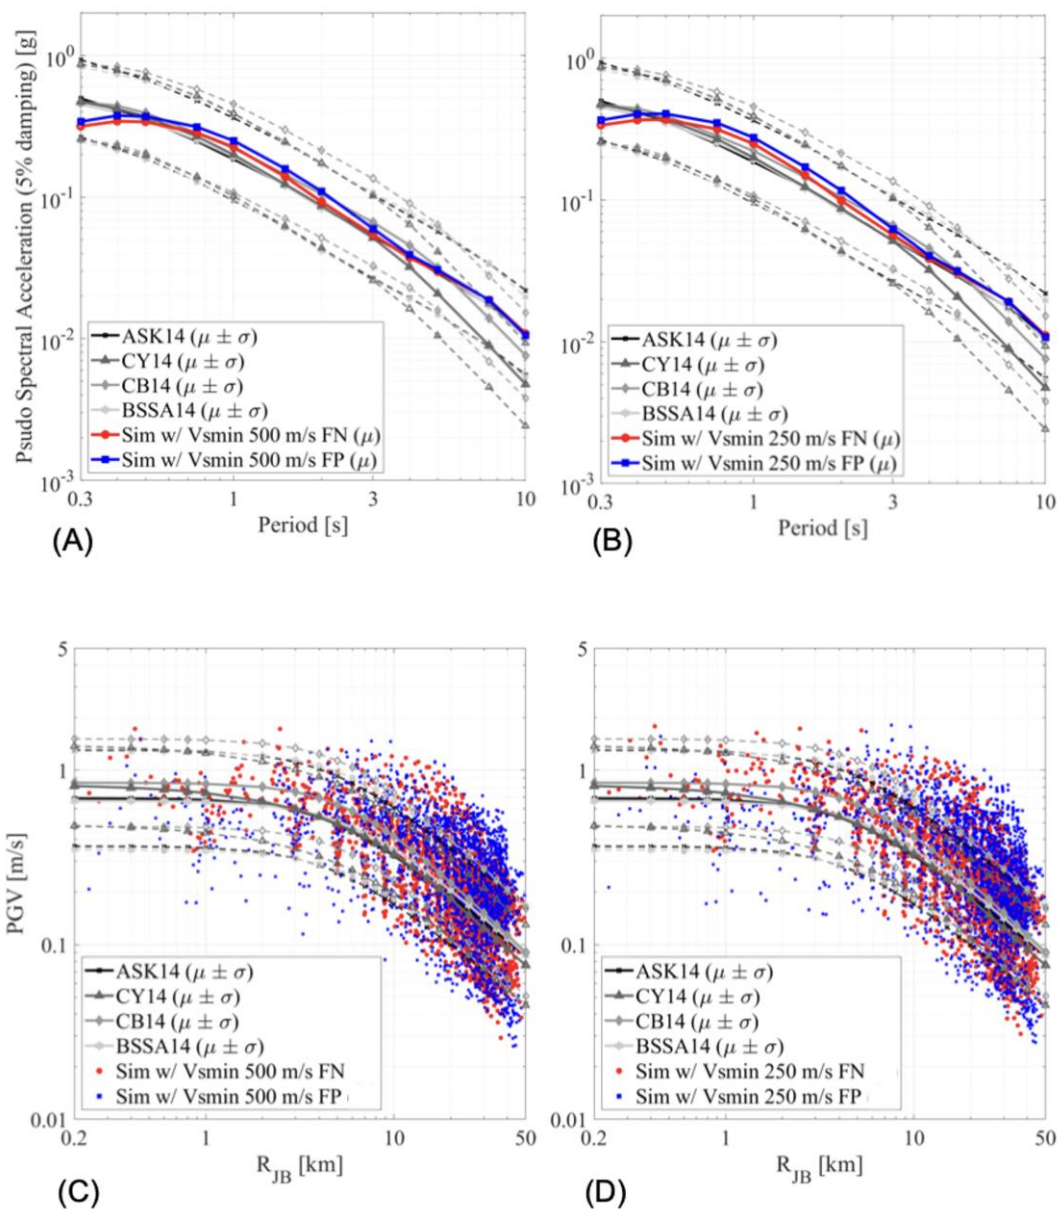 Psudo Spectral Acceleration (5% damping) [g]
10^0
10^-1
10^-2
10^-3
ASK14 (μ ± σ)
CY14 (μ ± σ)
CB14 (μ ± σ)
BSSA14 (μ ± σ)
Sim w/ Vsmin 500 m/s FN (μ)
Sim w/ Vsmin 500 m/s FP (μ)
0.3 1 3 10
Period [s]
(A)
10^0
10^-1
10^-2
10^-3
ASK14 (μ ± σ)
CY14 (μ ± σ)
CB14 (μ ± σ)
BSSA14 (μ ± σ)
Sim w/ Vsmin 250 m/s FN (μ)
Sim w/ Vsmin 250 m/s FP (μ)
0.3 1 3 10
Period [s]
(B)
PGV [m/s]
5
1
0.1
0.01
ASK14 (μ ± σ)
CY14 (μ ± σ)
CB14 (μ ± σ)
BSSA14 (μ ± σ)
Sim w/ Vsmin 500 m/s FN
Sim w/ Vsmin 500 m/s FP (
0.2 1 10 50
R_JB [km]
(C)
5
1
0.1
0.01
ASK14 (μ ± σ)
CY14 (μ ± σ)
CB14 (μ ± σ)
BSSA14 (μ ± σ)
Sim w/ Vsmin 250 m/s FN
Sim w/ Vsmin 250 m/s FP (
0.2 1 10 50
R_JB [km]
(D)